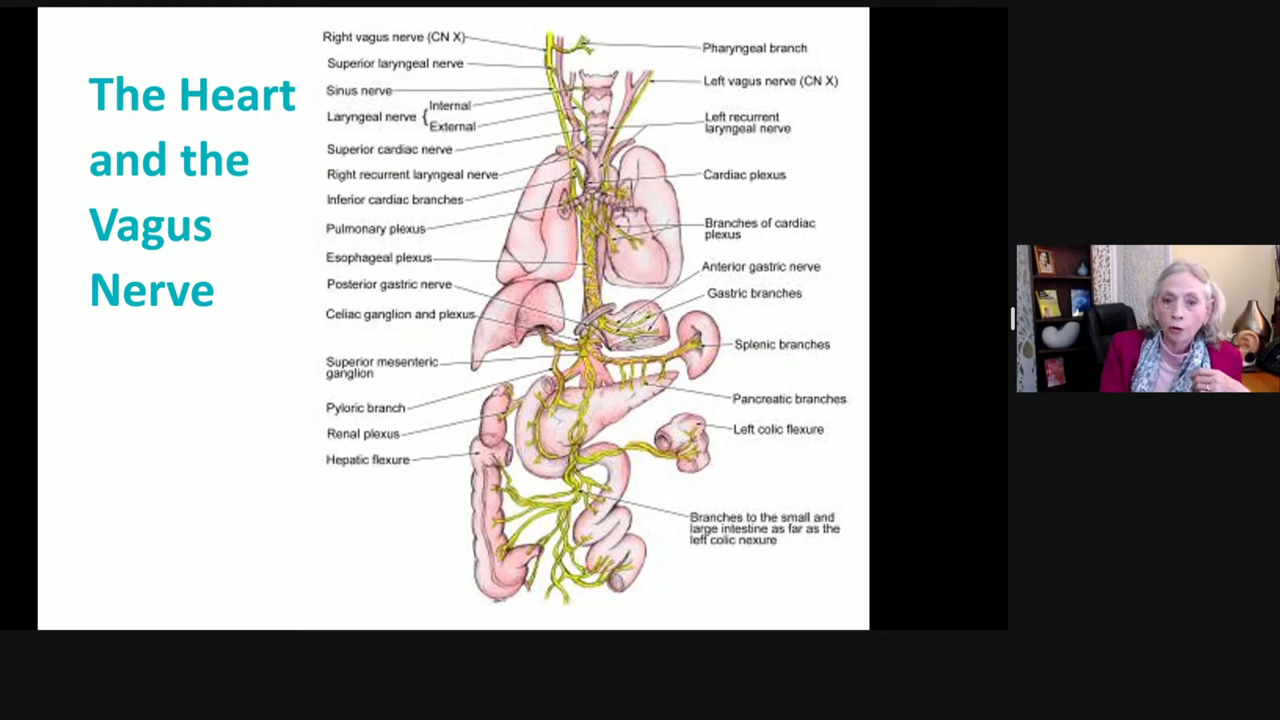 The Heart
and the
Vagus
Nerve
Right vagus nerve (CN X)
Superior laryngeal nerve
Sinus nerve
Laryngeal nerve { Internal
External
Superior cardiac nerve
Right recurrent laryngeal nerve
Inferior cardiac branches
Pulmonary plexus
Esophageal plexus
Posterior gastric nerve
Celiac ganglion and plexus
Superior mesenteric
ganglion
Pyloric branch
Renal plexus
Hepatic flexure
Pharyngeal branch
Left vagus nerve (CN X)
Left recurrent
laryngeal nerve
Cardiac plexus
Branches of cardiac
plexus
Anterior gastric nerve
Gastric branches
Splenic branches
Pancreatic branches
Left colic flexure
Branches to the small and
large intestine as far as the
left colic nexure